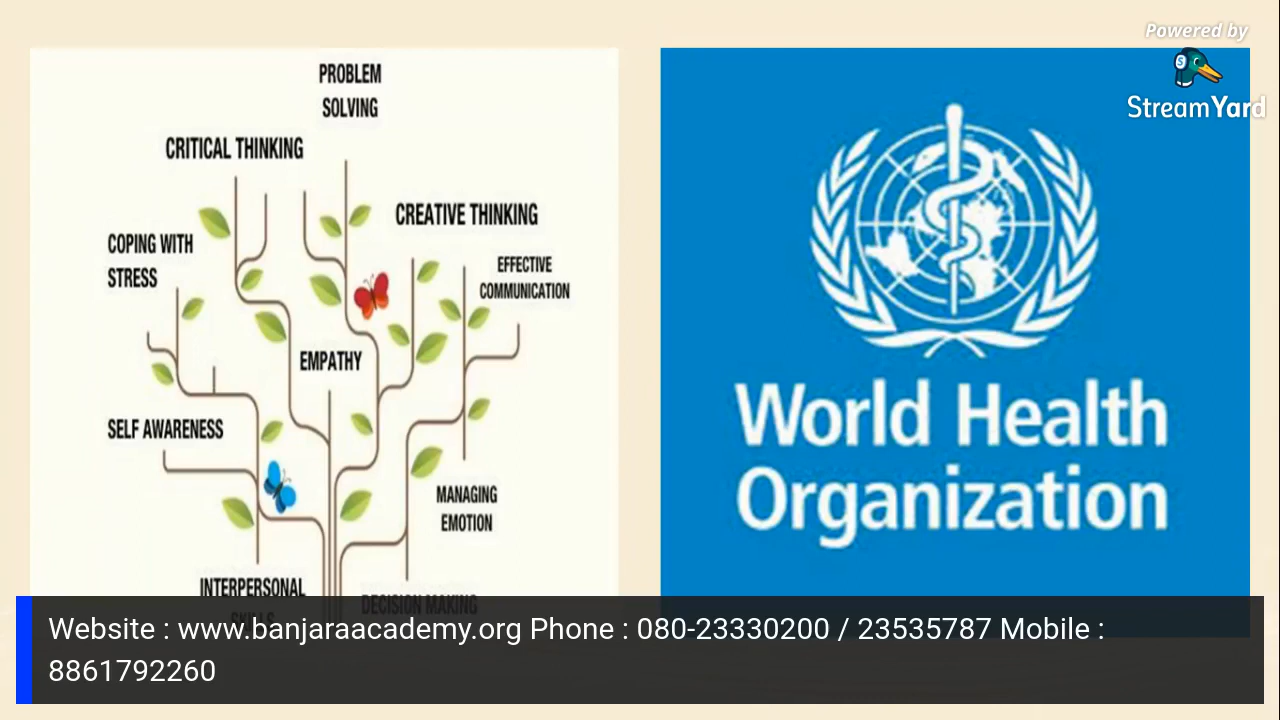 Powered by
StreamYard
PROBLEM
SOLVING
CRITICAL THINKING
CREATIVE THINKING
COPING WITH
STRESS
EFFECTIVE
COMMUNICATION
EMPATHY
SELF AWARENESS
MANAGING
EMOTION
INTERPERSONAL
SKILLS
DECISION MAKING
World Health
Organization
Website : www.banjaraacademy.org Phone : 080-23330200 / 23535787 Mobile :
8861792260